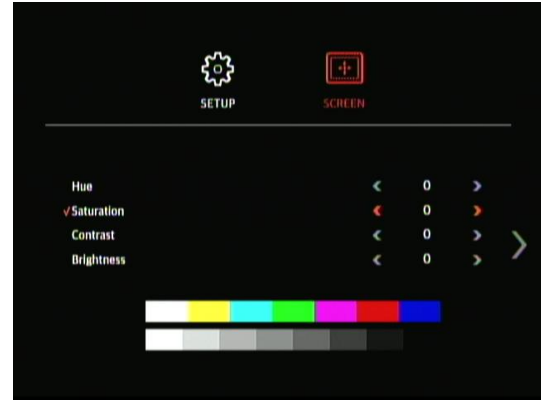 SETUP SCREEN
Hue 0
√Saturation 0
Contrast 0
Brightness 0